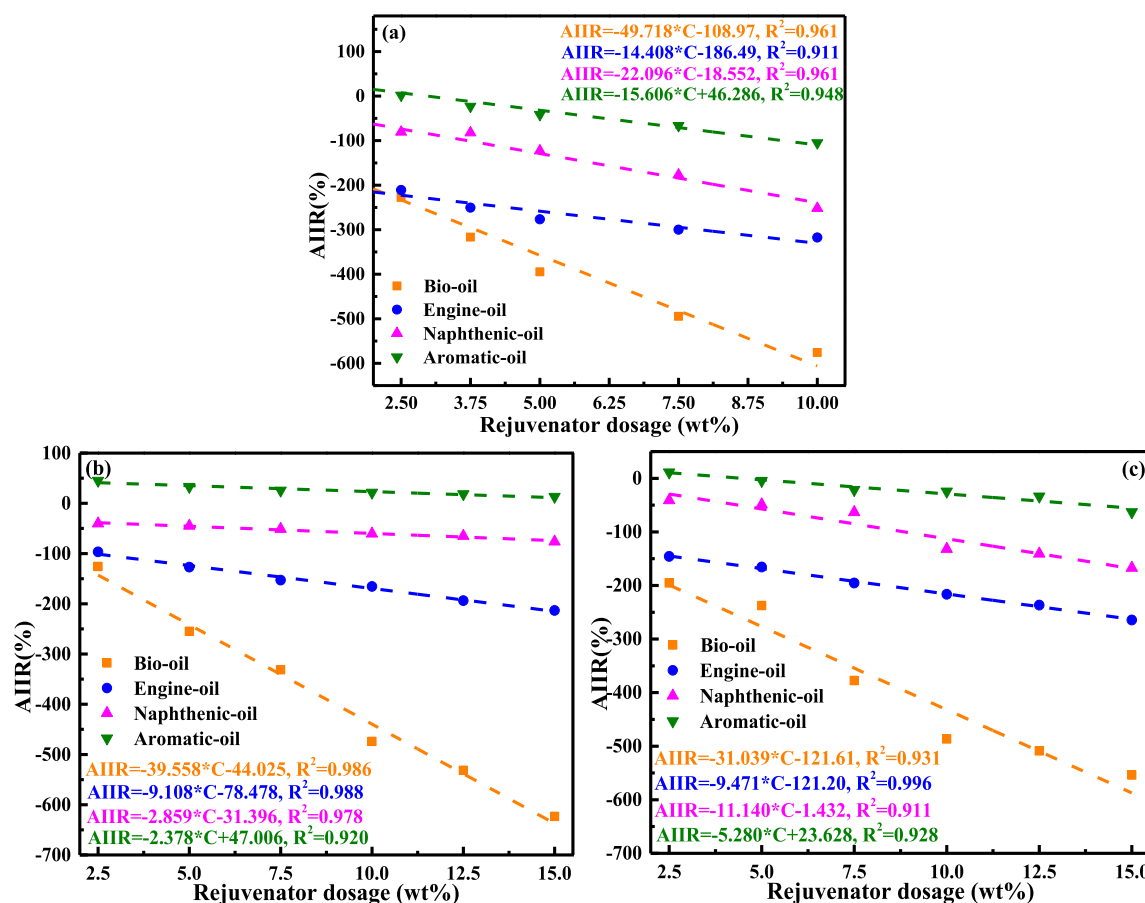 (a)
AIIR=-49.718*C-108.97, R²=0.961
AIIR=-14.408*C-186.49, R²=0.911
AIIR=-22.096*C-18.552, R²=0.961
AIIR=-15.606*C+46.286, R²=0.948
100
0
-100
-200
-300
-400
-500
-600
AIIR(%)
Bio-oil
Engine-oil
Naphthenic-oil
Aromatic-oil
2.50 3.75 5.00 6.25 7.50 8.75 10.00
Rejuvenator dosage (wt%)
(b)
100
0
-100
-200
-300
-400
-500
-600
-700
AIIR(%)
Bio-oil
Engine-oil
Naphthenic-oil
Aromatic-oil
AIIR=-39.558*C-44.025, R²=0.986
AIIR=-9.108*C-78.478, R²=0.988
AIIR=-2.859*C-31.396, R²=0.978
AIIR=-2.378*C+47.006, R²=0.920
2.5 5.0 7.5 10.0 12.5 15.0
Rejuvenator dosage (wt%)
(c)
0
-100
-200
-300
-400
-500
-600
-700
AIIR(%)
Bio-oil
Engine-oil
Naphthenic-oil
Aromatic-oil
AIIR=-31.039*C-121.61, R²=0.931
AIIR=-9.471*C-121.20, R²=0.996
AIIR=-11.140*C-1.432, R²=0.911
AIIR=-5.280*C+23.628, R²=0.928
2.5 5.0 7.5 10.0 12.5 15.0
Rejuvenator dosage (wt%)